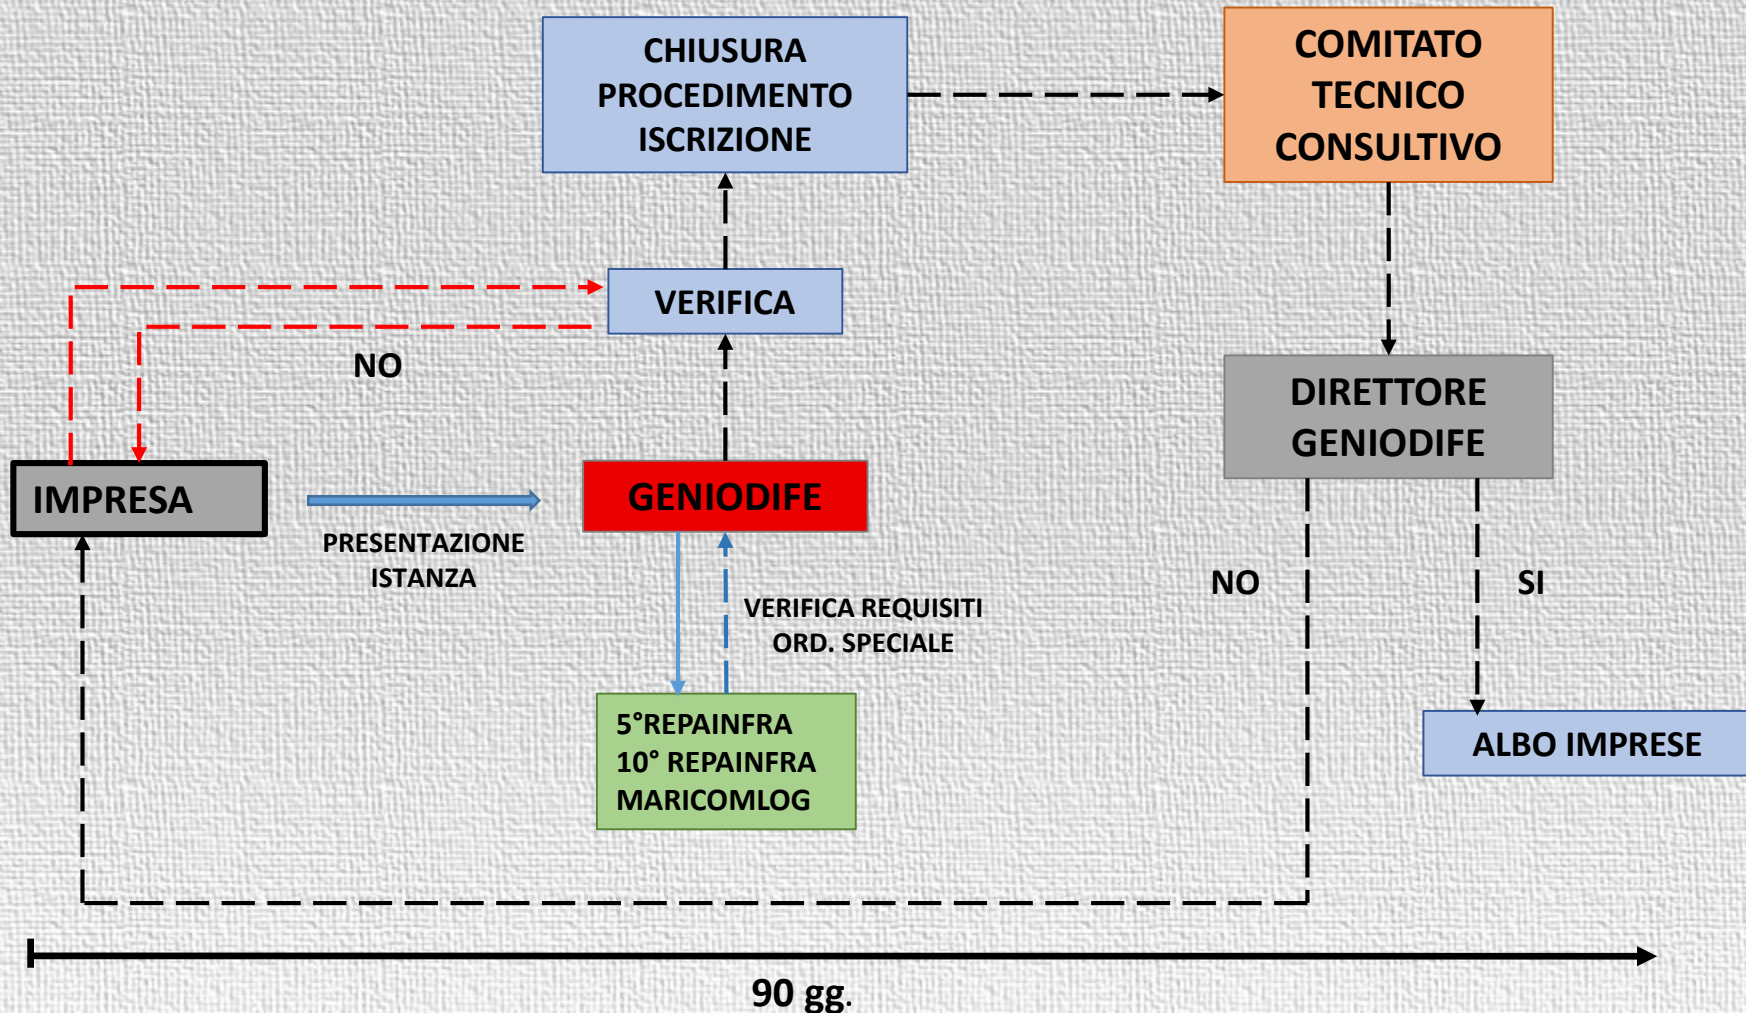 CHIUSURA
PROCEDIMENTO
ISCRIZIONE
COMITATO
TECNICO
CONSULTIVO
VERIFICA
NO
DIRETTORE
GENIODIFE
IMPRESA
PRESENTAZIONE
ISTANZA
GENIODIFE
VERIFICA REQUISITI
ORD. SPECIALE
NO
SI
5°REPAINFRA
10° REPAINFRA
MARICOMLOG
ALBO IMPRESE
90 gg.